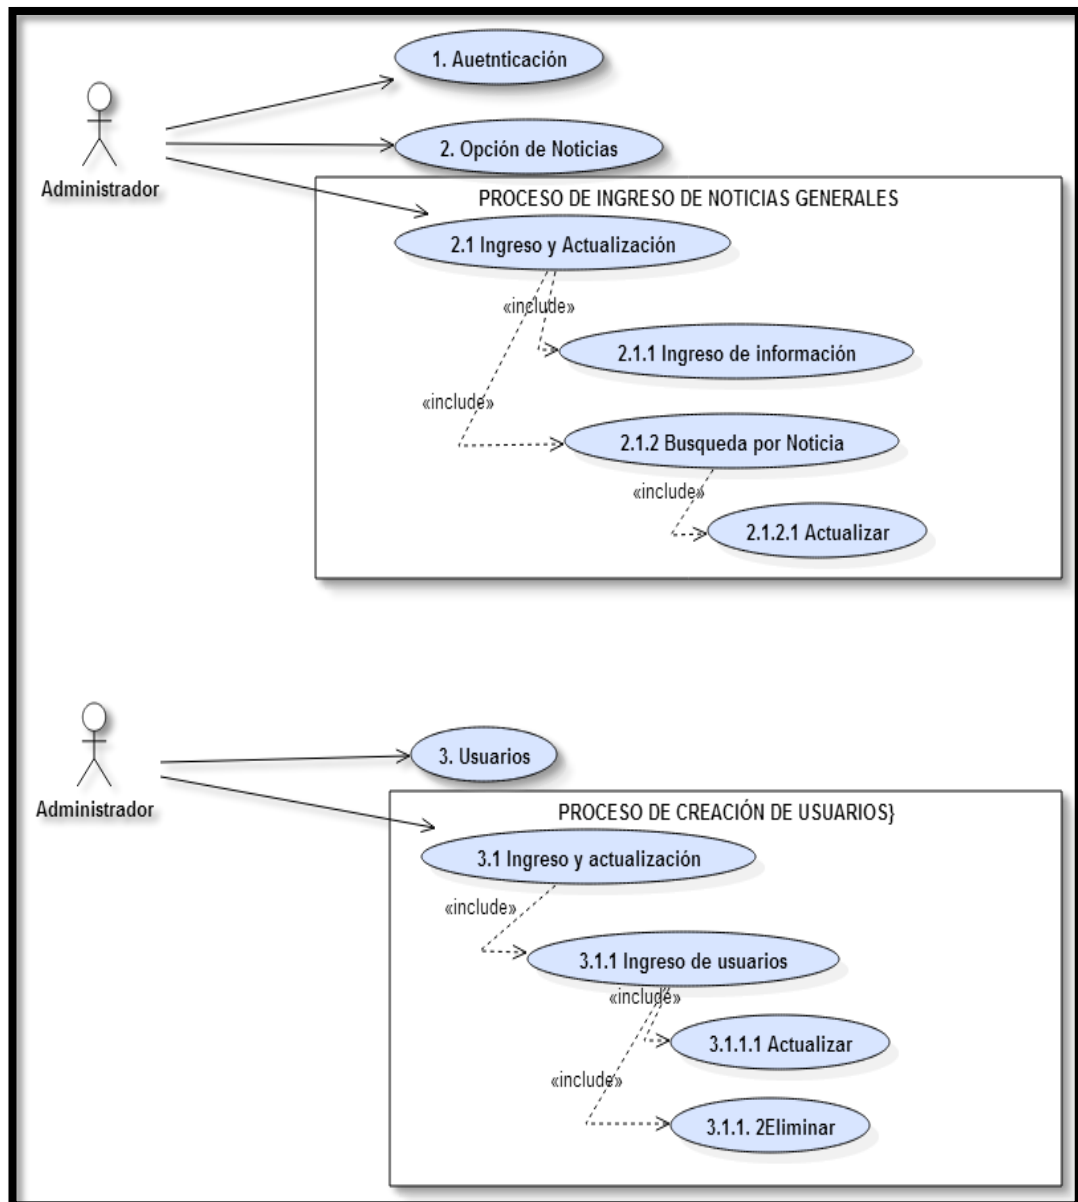 1. Auetnticación
2. Opción de Noticias
Administrador
PROCESO DE INGRESO DE NOTICIAS GENERALES
2.1 Ingreso y Actualización
«include»
2.1.1 Ingreso de información
«include»
2.1.2 Busqueda por Noticia
«include»
2.1.2.1 Actualizar
3. Usuarios
Administrador
PROCESO DE CREACIÓN DE USUARIOS}
3.1 Ingreso y actualización
«include»
3.1.1 Ingreso de usuarios
«include»
3.1.1.1 Actualizar
«include»
3.1.1. 2Eliminar